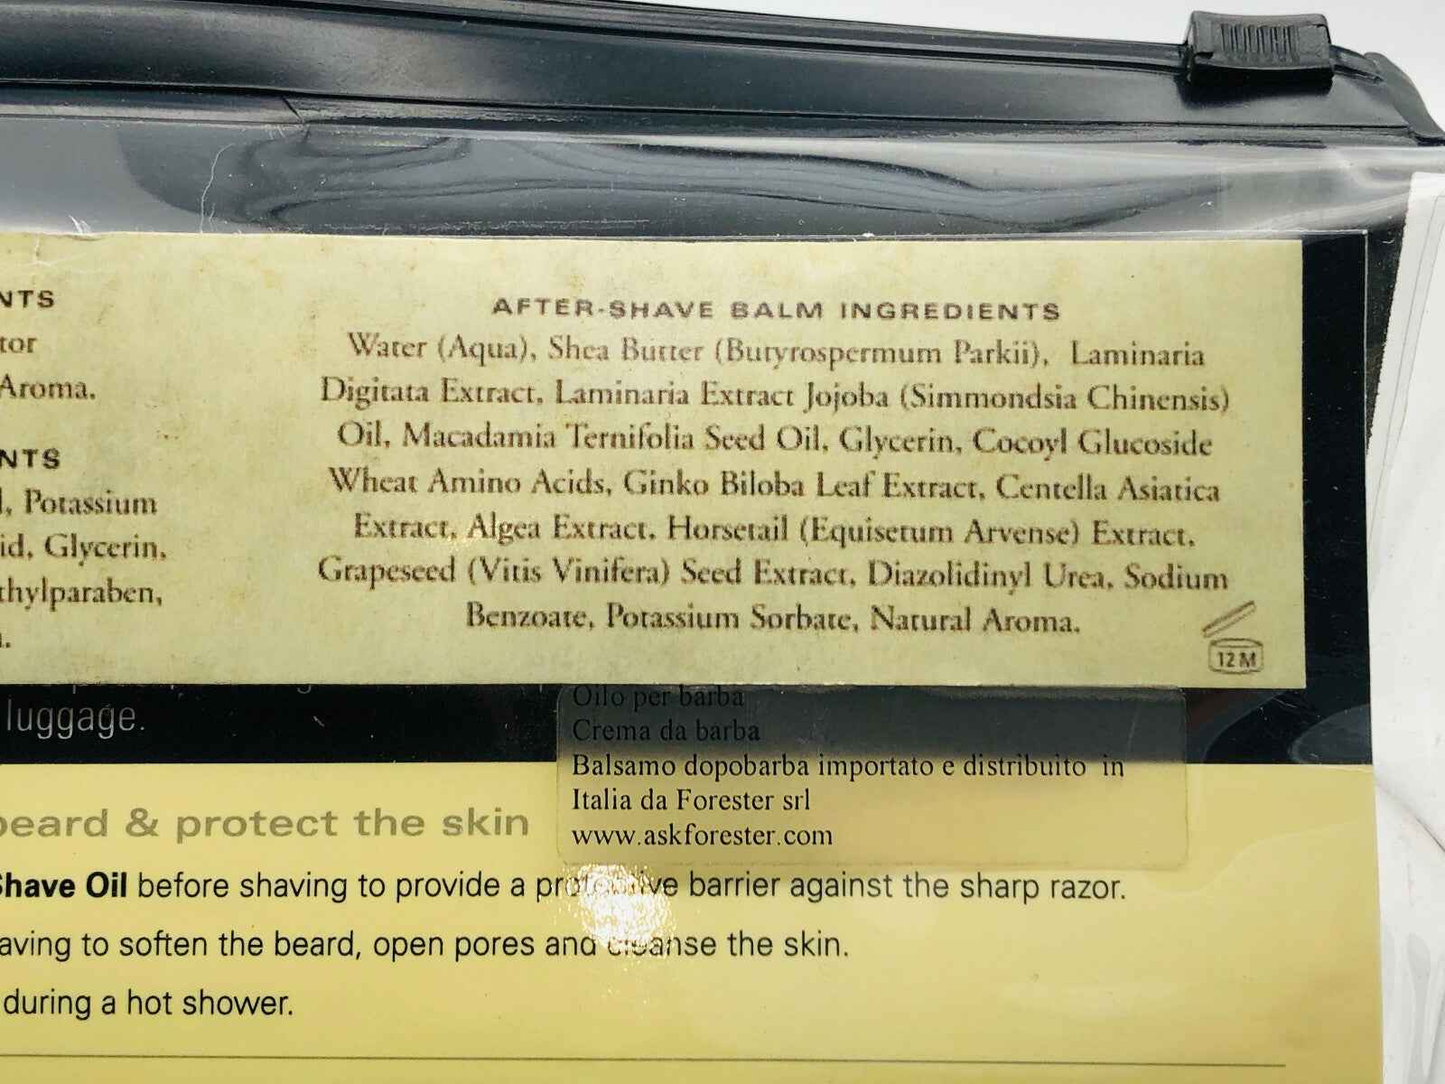 NTS
tor
Aroma.
NTS
Potassium
id, Glycerin,
thylparaben,
AFTER-SHAVE BALM INGREDIENTS
Water (Aqua), Shea Butter (Butyrospermum Parkii), Laminaria
Digitata Extract, Laminaria Extract Jojoba (Simmondsia Chinensis)
Oil, Macadamia Ternifolia Seed Oil, Glycerin, Cocoyl Glucoside
Wheat Amino Acids, Ginko Biloba Leaf Extract, Centella Asiatica
Extract, Algea Extract, Horsetail (Equisetum Arvense) Extract,
Grapeseed (Vitis Vinifera) Seed Extract, Diazolidinyl Urea, Sodium
Benzoate, Potassium Sorbate, Natural Aroma.
12 M
luggage.
Oilo per barba
Crema da barba
Balsamo dopobarba importato e distribuito in
Italia da Forester srl
www.askforester.com
beard & protect the skin
Shave Oil before shaving to provide a protective barrier against the sharp razor.
aving to soften the beard, open pores and cleanse the skin.
during a hot shower.